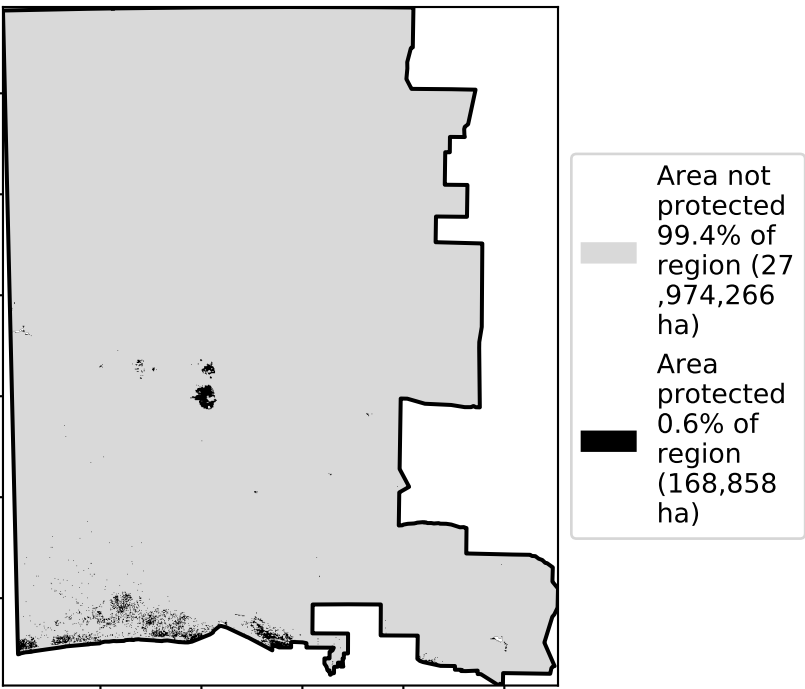 Area not
protected
99.4% of
region (27
,974,266
ha)
Area
protected
0.6% of
region
(168,858
ha)